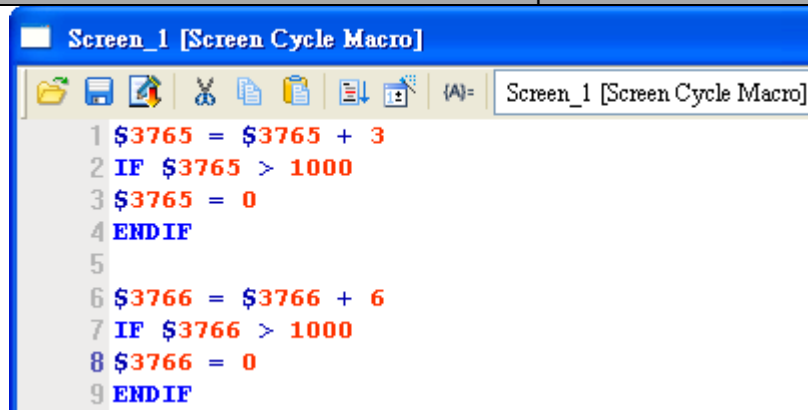 Screen_1 [Screen Cycle Macro]
{A}= Screen_1 [Screen Cycle Macro]
1 $3765 = $3765 + 3
2 IF $3765 > 1000
3 $3765 = 0
4 ENDIF
5
6 $3766 = $3766 + 6
7 IF $3766 > 1000
8 $3766 = 0
9 ENDIF